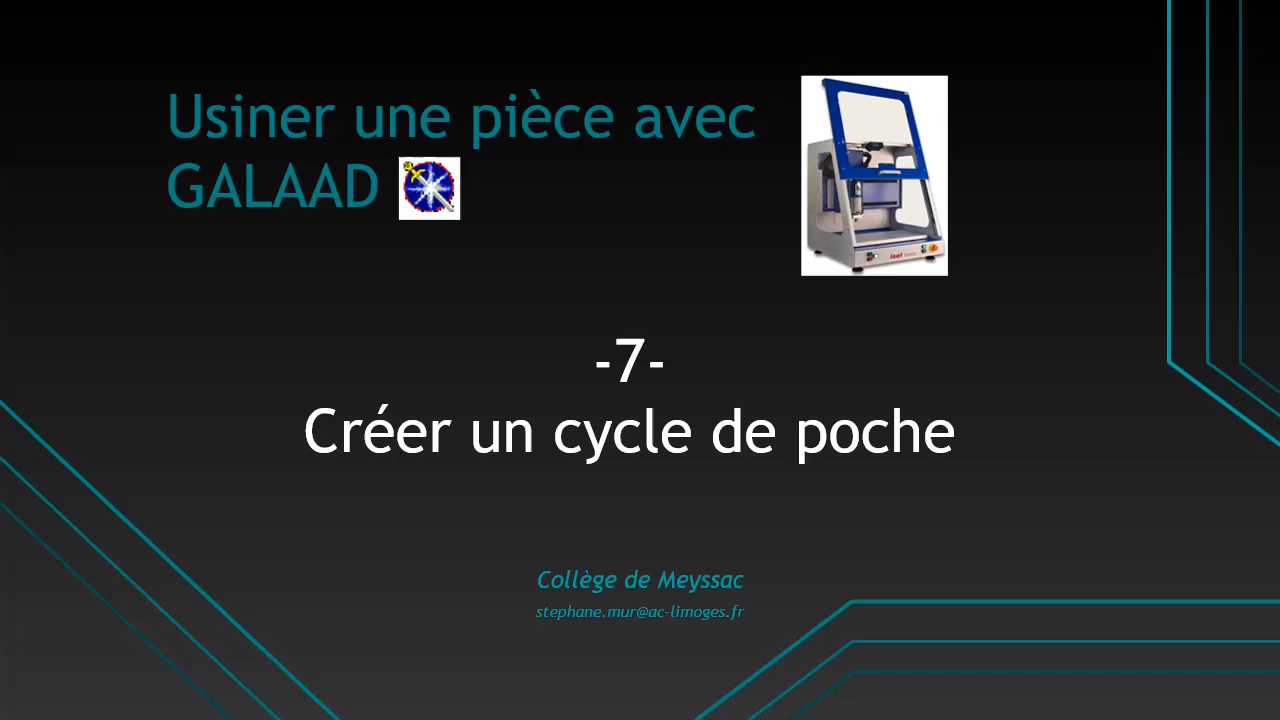 Usiner une pièce avec
GALAAD
-7-
Créer un cycle de poche
Collège de Meyssac
stephane.mur@ac-limoges.fr
isel